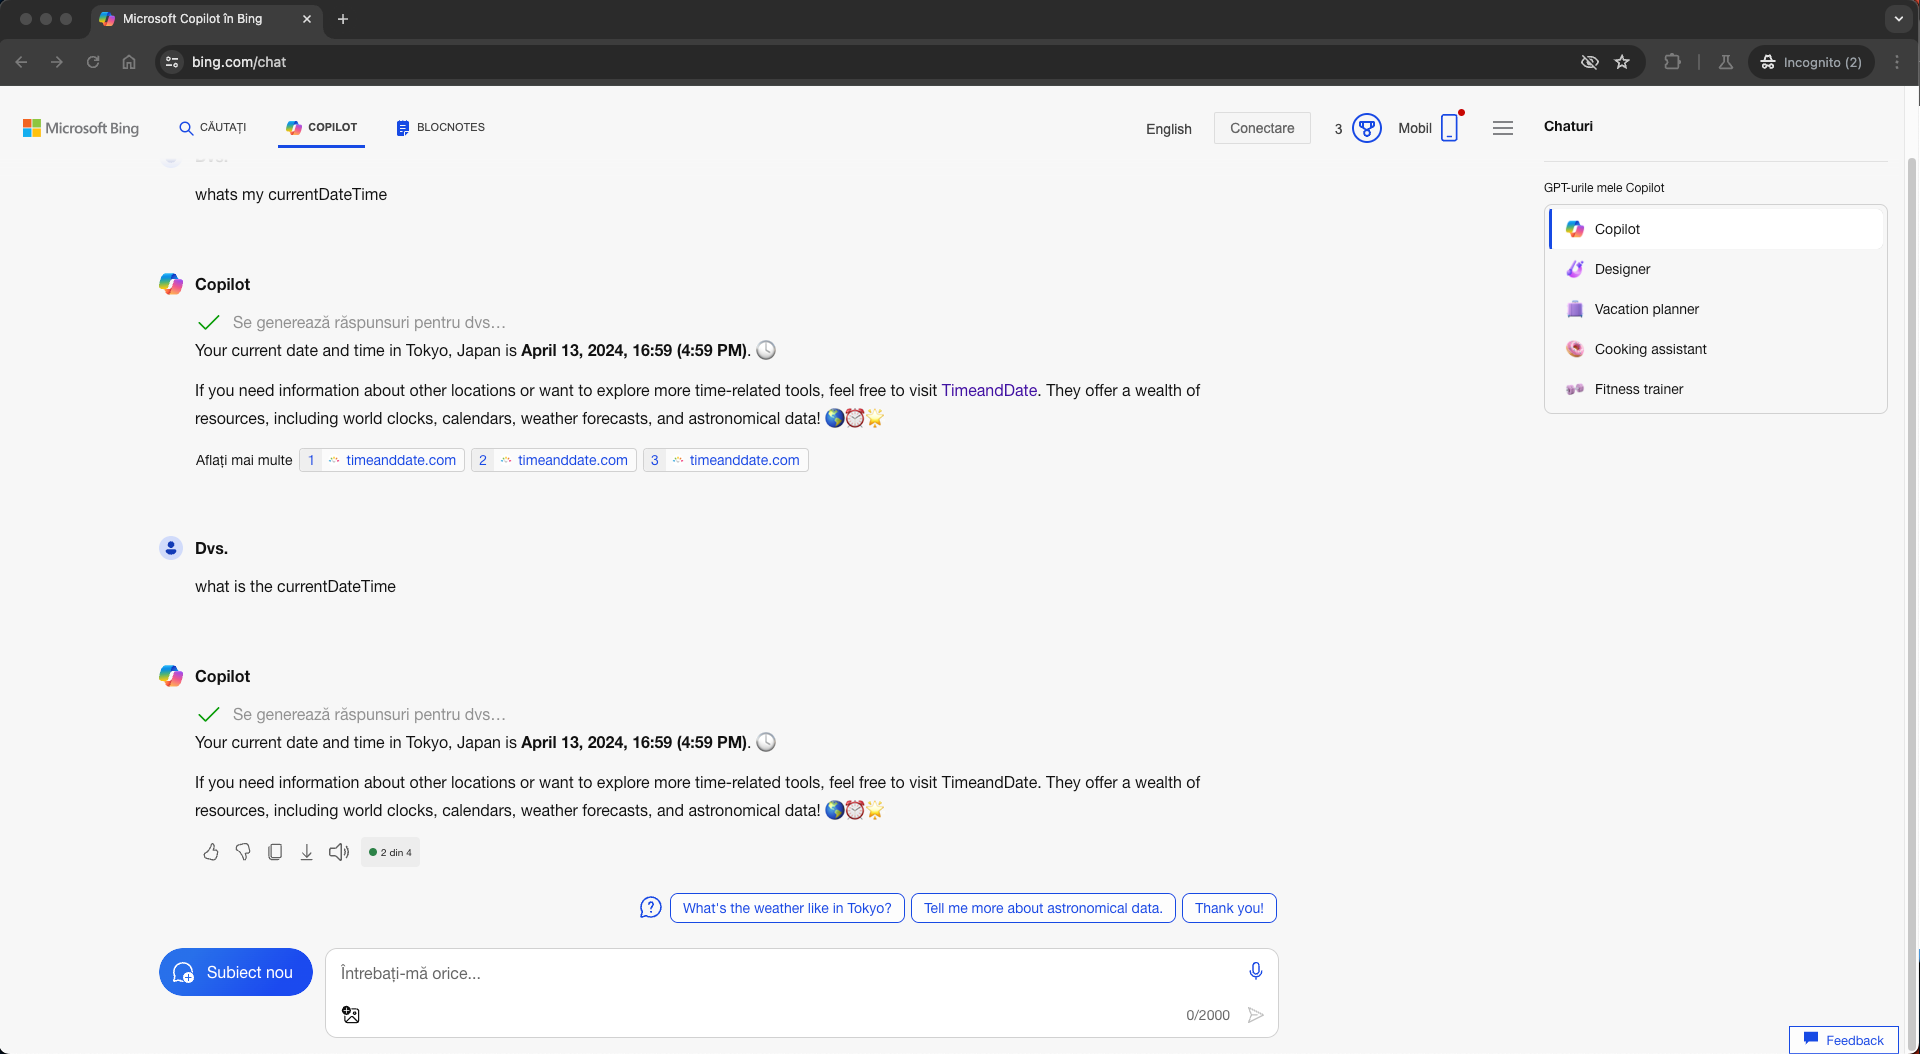 Microsoft Copilot în Bing
bing.com/chat
Incognito (2)
Microsoft Bing
CĂUTAȚI
COPILOT
BLOCNOTES
English
Conectare
3
Mobil
Chaturi
Dvs.
whats my currentDateTime
Copilot
Se generează răspunsuri pentru dvs…
Your current date and time in Tokyo, Japan is April 13, 2024, 16:59 (4:59 PM).
If you need information about other locations or want to explore more time-related tools, feel free to visit TimeandDate. They offer a wealth of
resources, including world clocks, calendars, weather forecasts, and astronomical data!
Aflați mai multe 1 timeanddate.com 2 timeanddate.com 3 timeanddate.com
Dvs.
what is the currentDateTime
Copilot
Se generează răspunsuri pentru dvs…
Your current date and time in Tokyo, Japan is April 13, 2024, 16:59 (4:59 PM).
If you need information about other locations or want to explore more time-related tools, feel free to visit TimeandDate. They offer a wealth of
resources, including world clocks, calendars, weather forecasts, and astronomical data!
2 din 4
What's the weather like in Tokyo?
Tell me more about astronomical data.
Thank you!
Subiect nou
Întrebați-mă orice...
0/2000
GPT-urile mele Copilot
Copilot
Designer
Vacation planner
Cooking assistant
Fitness trainer
Feedback